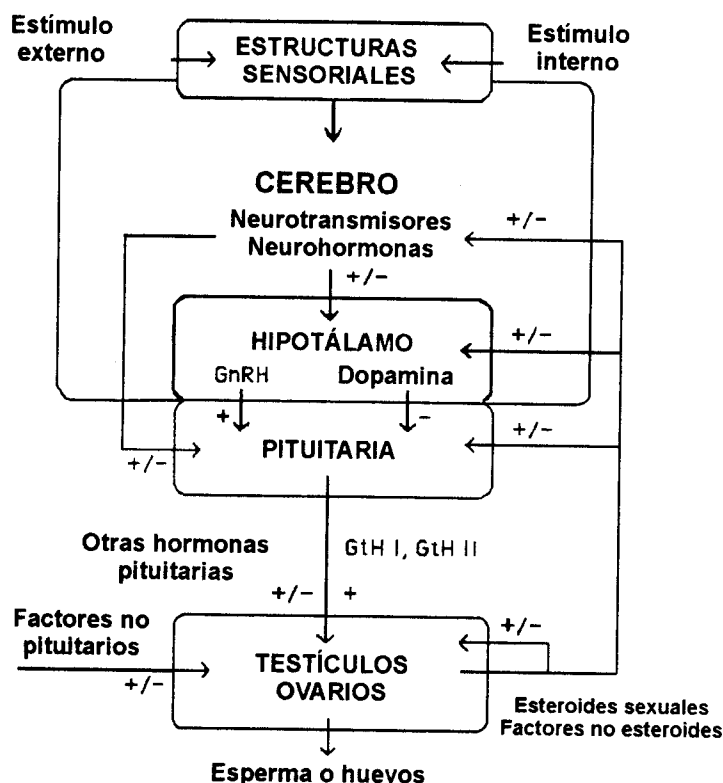 Estímulo
externo
ESTRUCTURAS
SENSORIALES
Estímulo
interno
CEREBRO
Neurotransmisores
Neurohormonas
+/-
+/-
HIPOTÁLAMO
+/-
GnRH
Dopamina
+
-
PITUITARIA
+/-
+/-
Otras hormonas
pituitarias
GtH I, GtH II
+/-
+
Factores no
pituitarios
+/-
TESTÍCULOS
OVARIOS
+/-
Esteroides sexuales
Factores no esteroides
Esperma o huevos